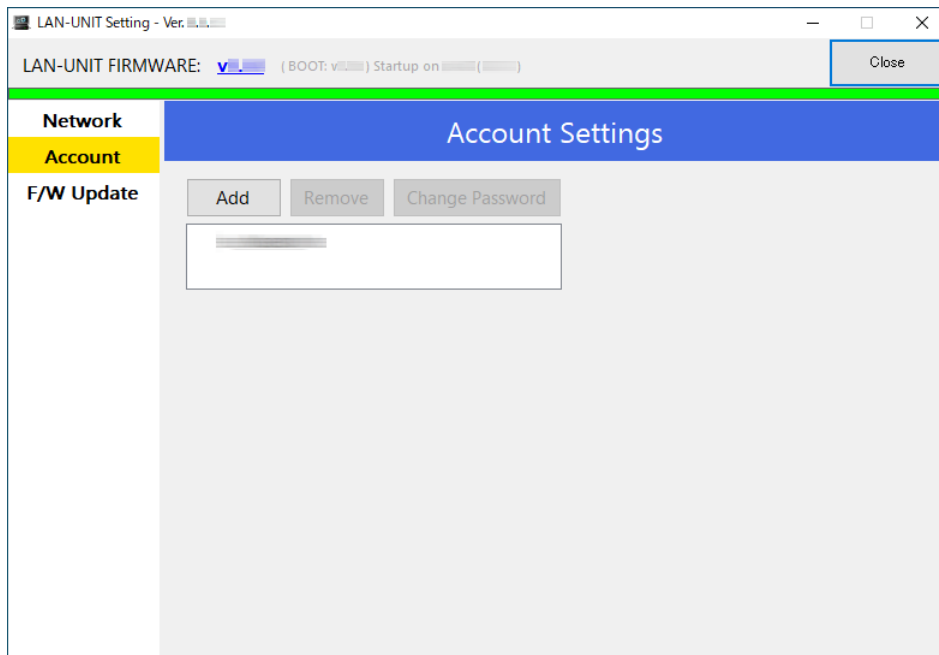 LAN-UNIT Setting - Ver.
LAN-UNIT FIRMWARE: v ( BOOT: v ) Startup on ( )
Close
Network
Account
F/W Update
Account Settings
Add Remove Change Password